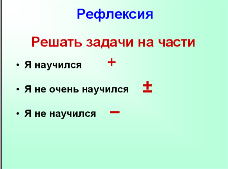 Рефлексия
Решать задачи на части
• Я научился +
• Я не очень научился ±
• Я не научился –